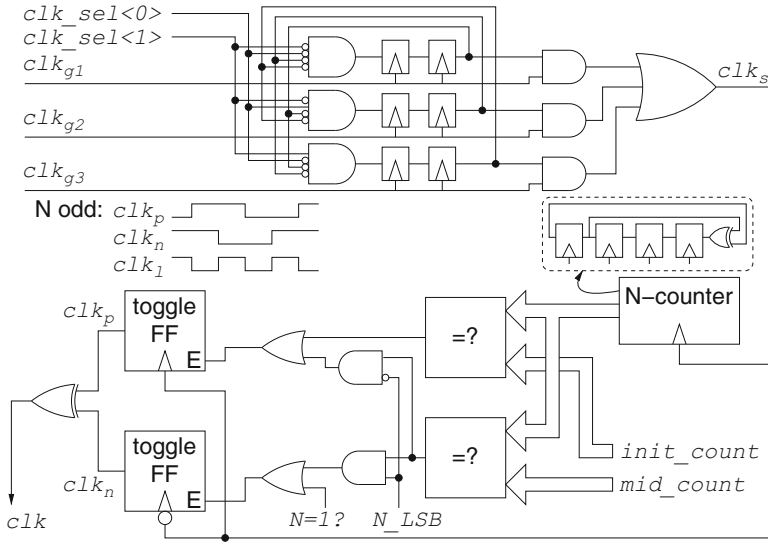 clk_sel<0>
clk_sel<1>
clk_g1
clk_s
clk_g2
clk_g3
N odd: clk_p
clk_n
clk_l
N-counter
clk_p
toggle
FF
E
=?
toggle
FF
E
=?
init_count
clk_n
mid_count
clk
N=1?
N_LSB